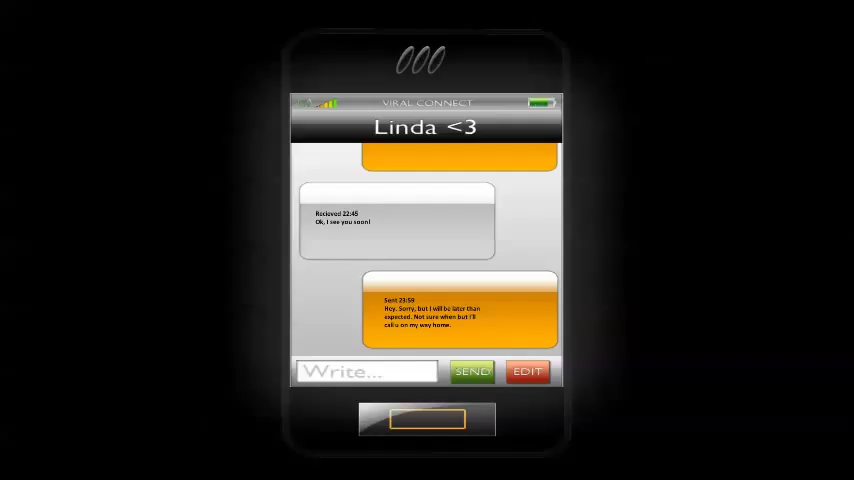 VIRAL CONNECT
Linda <3
Recieved 22:45
Ok, I see you soon!
Sent 23:59
Hey. Sorry, but I will be later than
expected. Not sure when but I'll
call u on my way home.
Write...
SEND
EDIT